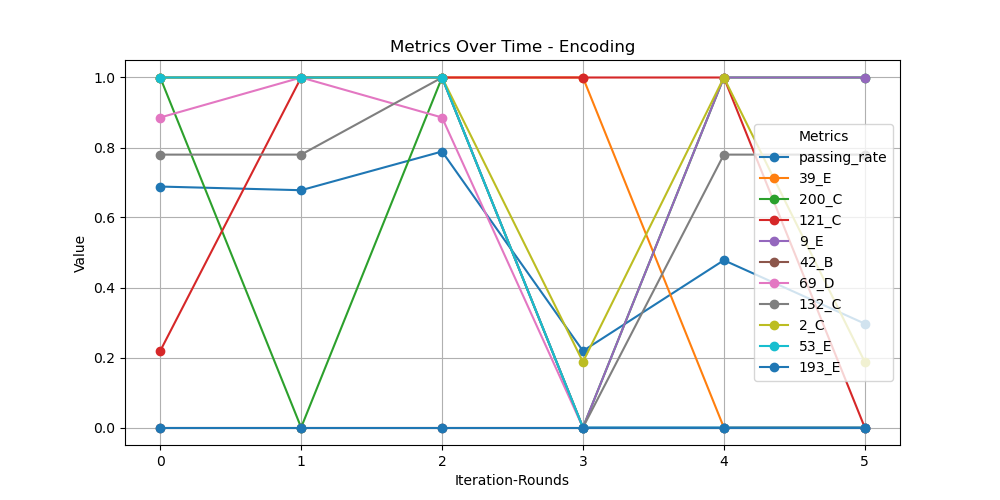 Metrics Over Time - Encoding
Value
1.0
0.8
0.6
0.4
0.2
0.0
0 1 2 3 4 5
Iteration-Rounds
Metrics
passing_rate
39_E
200_C
121_C
9_E
42_B
69_D
132_C
2_C
53_E
193_E